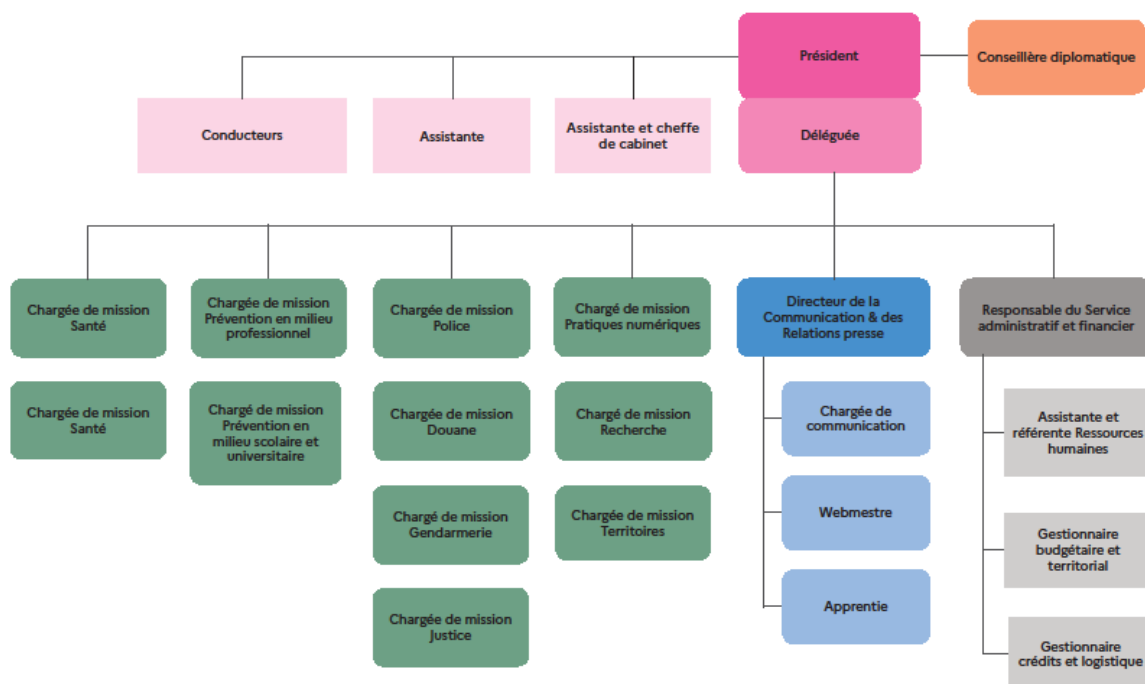 Président
Conseillère diplomatique
Conducteurs
Assistante
Assistante et cheffe
de cabinet
Déléguée
Chargée de mission
Santé
Chargée de mission
Prévention en milieu
professionnel
Chargée de mission
Police
Chargé de mission
Pratiques numériques
Directeur de la
Communication & des
Relations presse
Responsable du Service
administratif et financier
Chargée de mission
Santé
Chargé de mission
Prévention en
milieu scolaire et
universitaire
Chargée de mission
Douane
Chargé de mission
Recherche
Chargée de
communication
Assistante et
référente Ressources
humaines
Chargé de mission
Gendarmerie
Chargée de mission
Territoires
Webmestre
Gestionnaire
budgétaire et
territorial
Chargée de mission
Justice
Apprentie
Gestionnaire
crédits et logistique